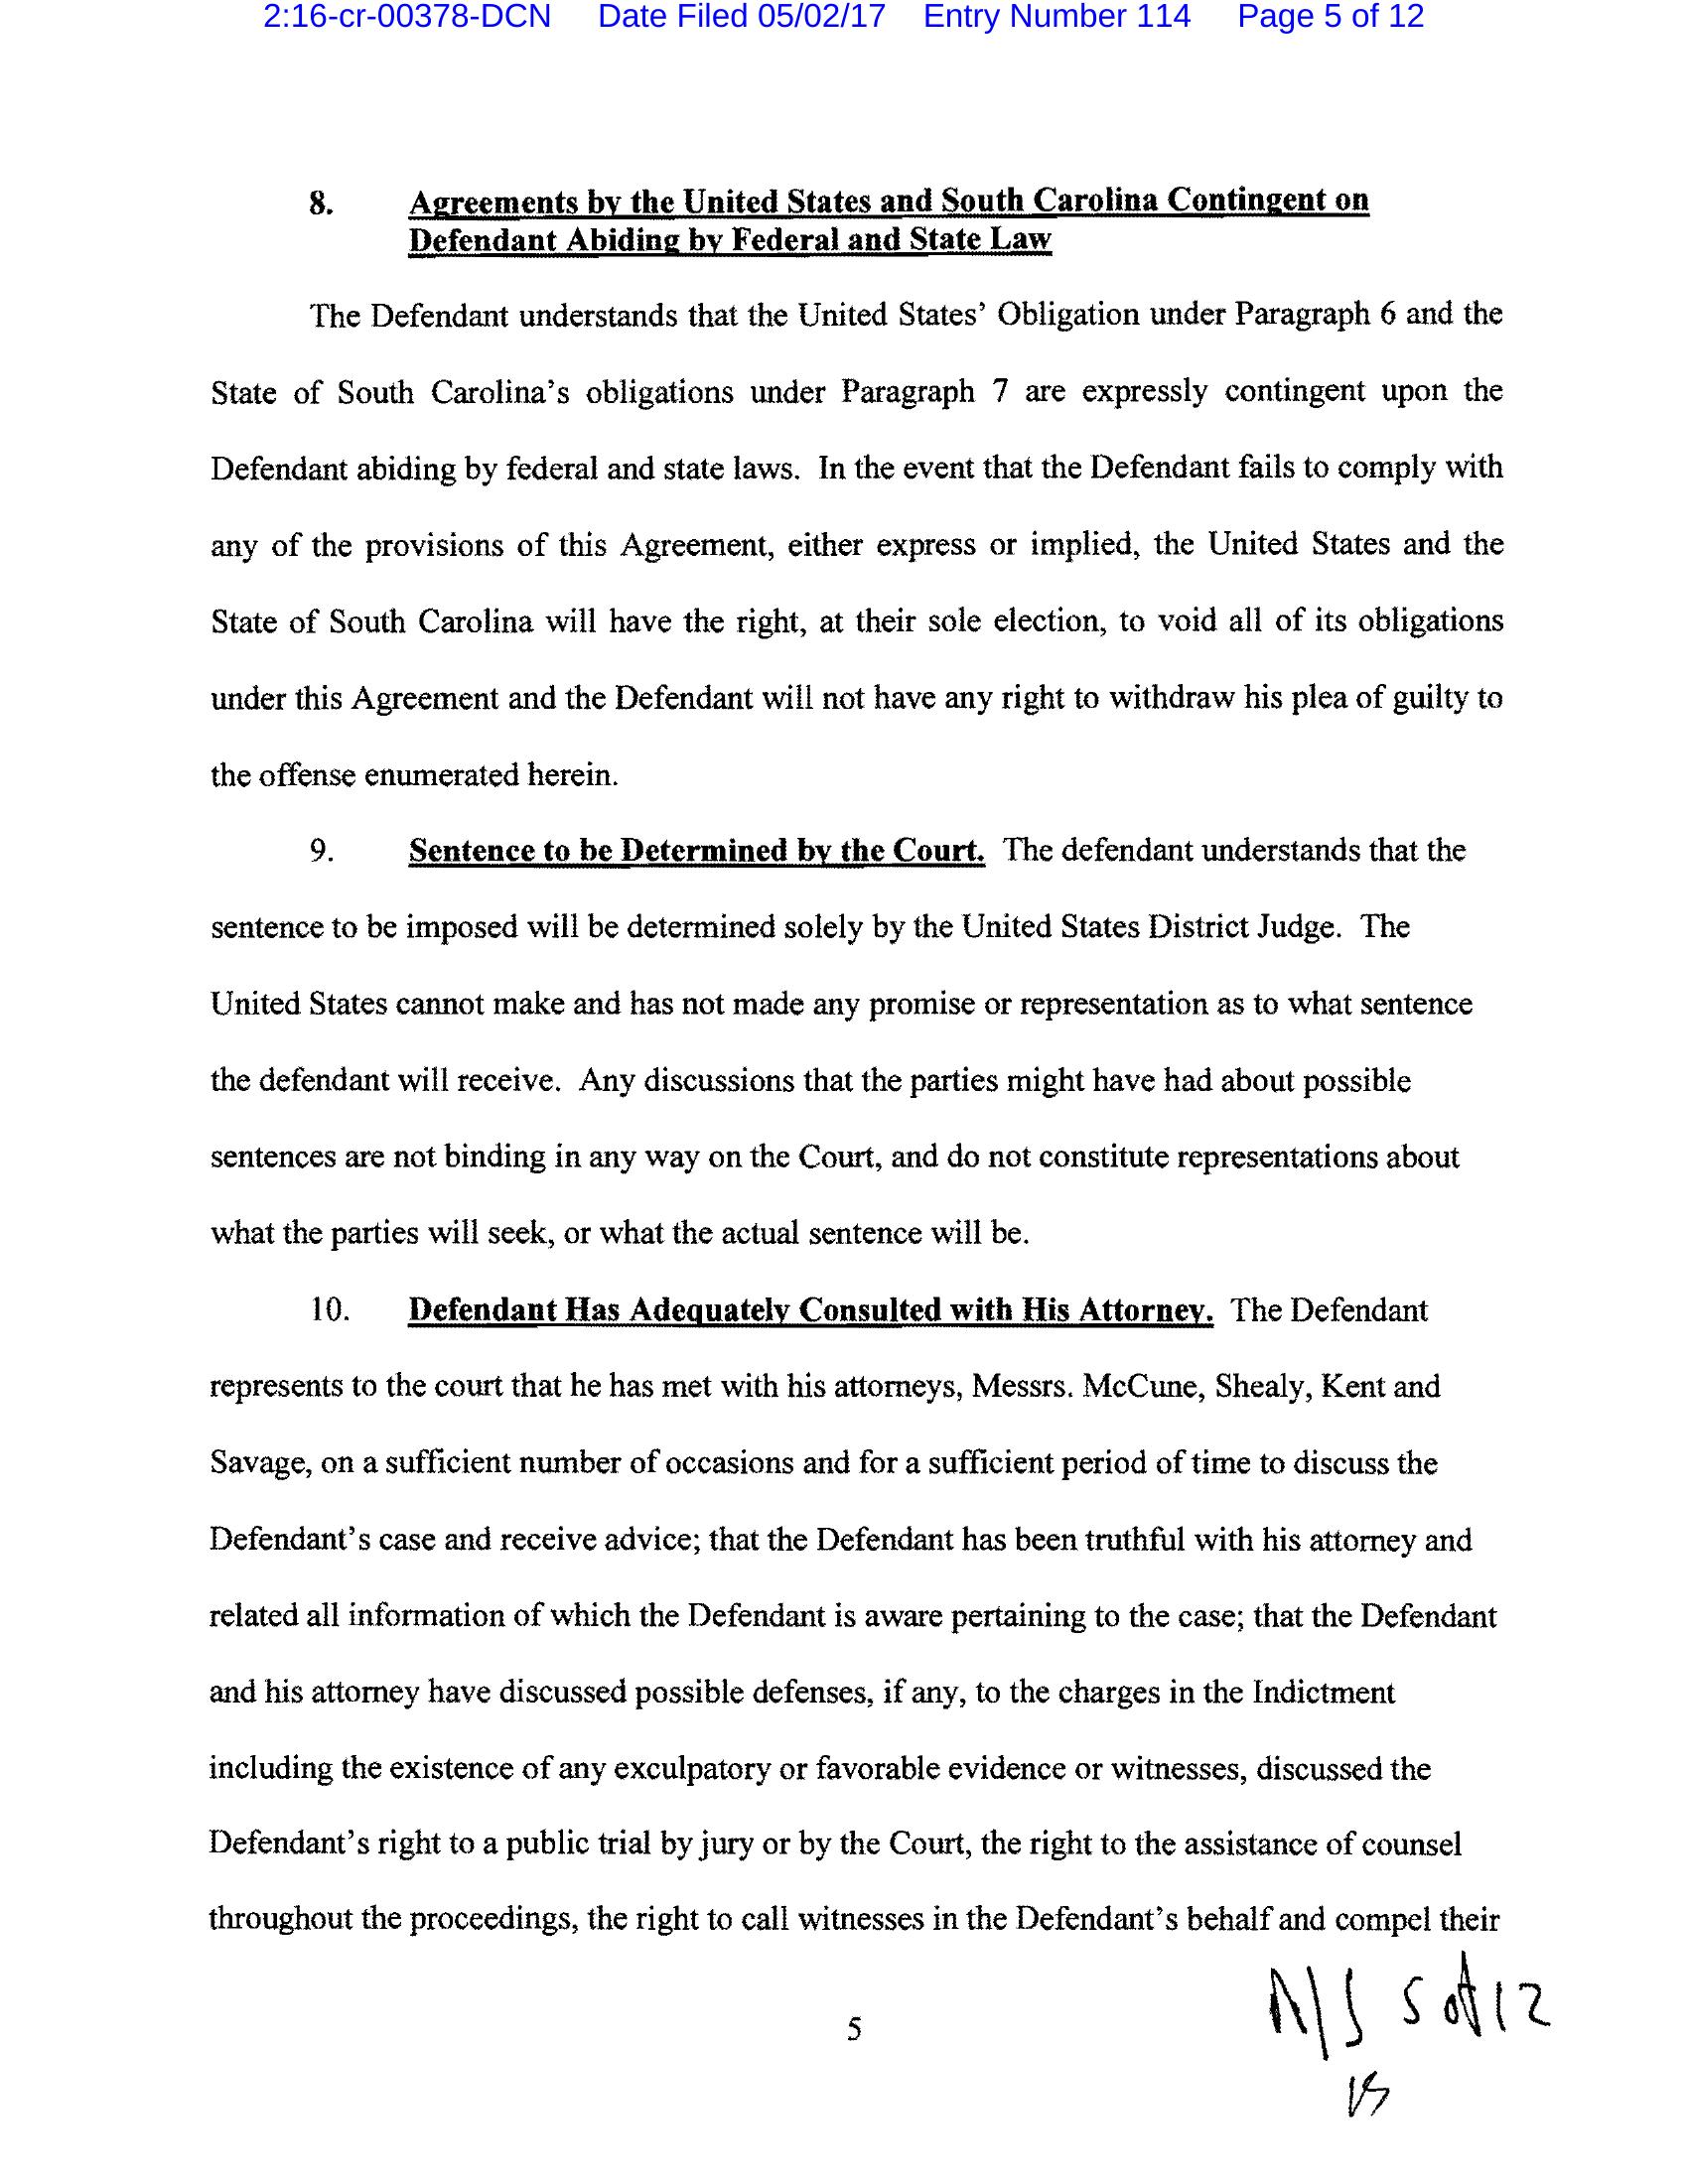 2:16-cr-00378-DCN Date Filed 05/02/17 Entry Number 114 Page 5 of 12
8. Agreements by the United States and South Carolina Contingent on
Defendant Abiding by Federal and State Law
The Defendant understands that the United States’ Obligation under Paragraph 6 and the
State of South Carolina’s obligations under Paragraph 7 are expressly contingent upon the
Defendant abiding by federal and state laws. In the event that the Defendant fails to comply with
any of the provisions of this Agreement, either express or implied, the United States and the
State of South Carolina will have the right, at their sole election, to void all of its obligations
under this Agreement and the Defendant will not have any right to withdraw his plea of guilty to
the offense enumerated herein.
9. Sentence to be Determined by the Court. The defendant understands that the
sentence to be imposed will be determined solely by the United States District Judge. The
United States cannot make and has not made any promise or representation as to what sentence
the defendant will receive. Any discussions that the parties might have had about possible
sentences are not binding in any way on the Court, and do not constitute representations about
what the parties will seek, or what the actual sentence will be.
10. Defendant Has Adequately Consulted with His Attorney. The Defendant
represents to the court that he has met with his attorneys, Messrs. McCune, Shealy, Kent and
Savage, on a sufficient number of occasions and for a sufficient period of time to discuss the
Defendant’s case and receive advice; that the Defendant has been truthful with his attorney and
related all information of which the Defendant is aware pertaining to the case; that the Defendant
and his attorney have discussed possible defenses, if any, to the charges in the Indictment
including the existence of any exculpatory or favorable evidence or witnesses, discussed the
Defendant’s right to a public trial by jury or by the Court, the right to the assistance of counsel
throughout the proceedings, the right to call witnesses in the Defendant’s behalf and compel their
5 of 12
5